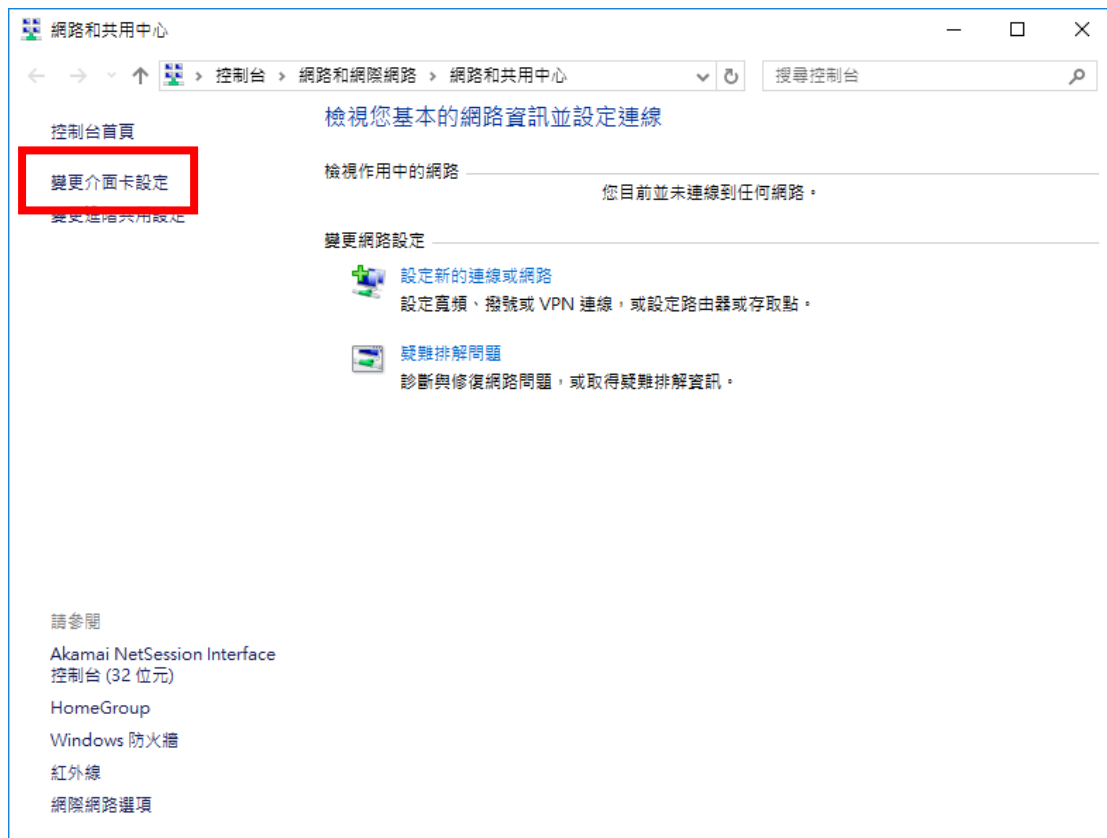 網路和共用中心
控制台 › 網路和網際網路 › 網路和共用中心
搜尋控制台
控制台首頁
變更介面卡設定
變更進階共用設定
請參閱
Akamai NetSession Interface
控制台 (32 位元)
HomeGroup
Windows 防火牆
紅外線
網際網路選項
檢視您基本的網路資訊並設定連線
檢視作用中的網路
您目前並未連線到任何網路。
變更網路設定
設定新的連線或網路
設定寬頻、撥號或 VPN 連線，或設定路由器或存取點。
疑難排解問題
診斷與修復網路問題，或取得疑難排解資訊。